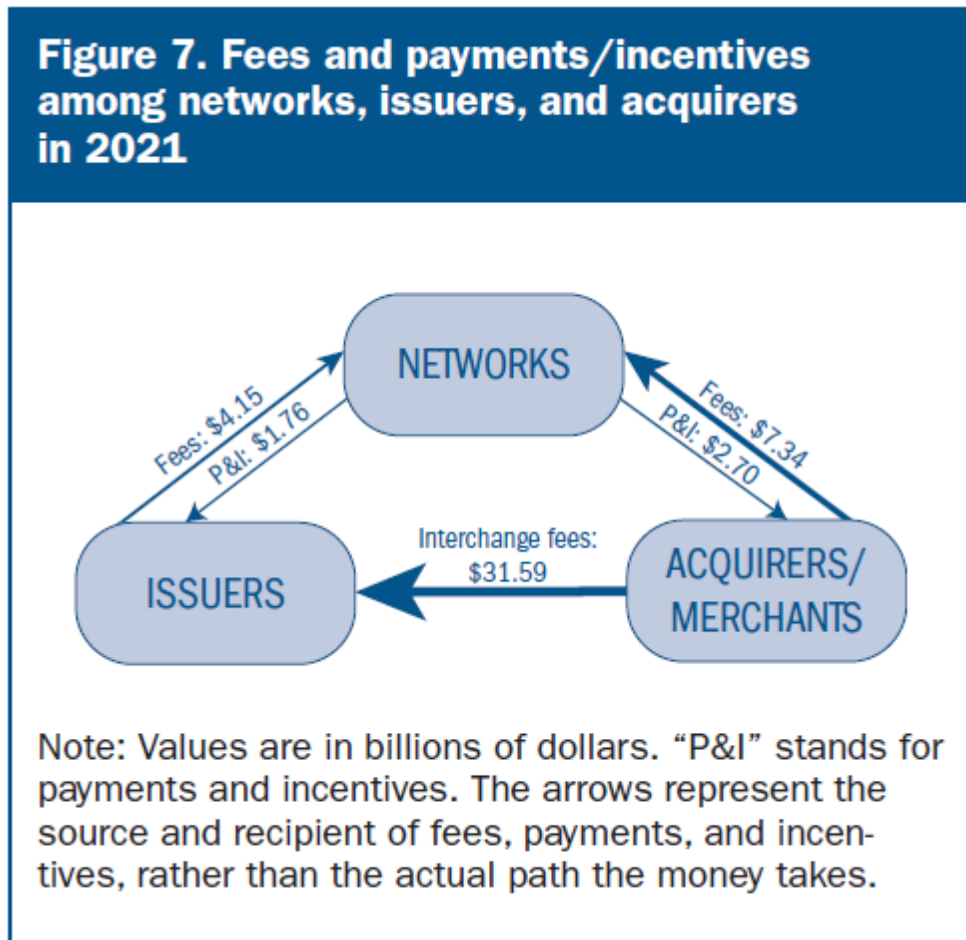 Figure 7. Fees and payments/incentives
among networks, issuers, and acquirers
in 2021
NETWORKS
Fees: $4.15
P&I: $1.76
Fees: $7.34
P&I: $2.70
Interchange fees:
$31.59
ISSUERS
ACQUIRERS/
MERCHANTS
Note: Values are in billions of dollars. “P&I” stands for
payments and incentives. The arrows represent the
source and recipient of fees, payments, and incen-
tives, rather than the actual path the money takes.